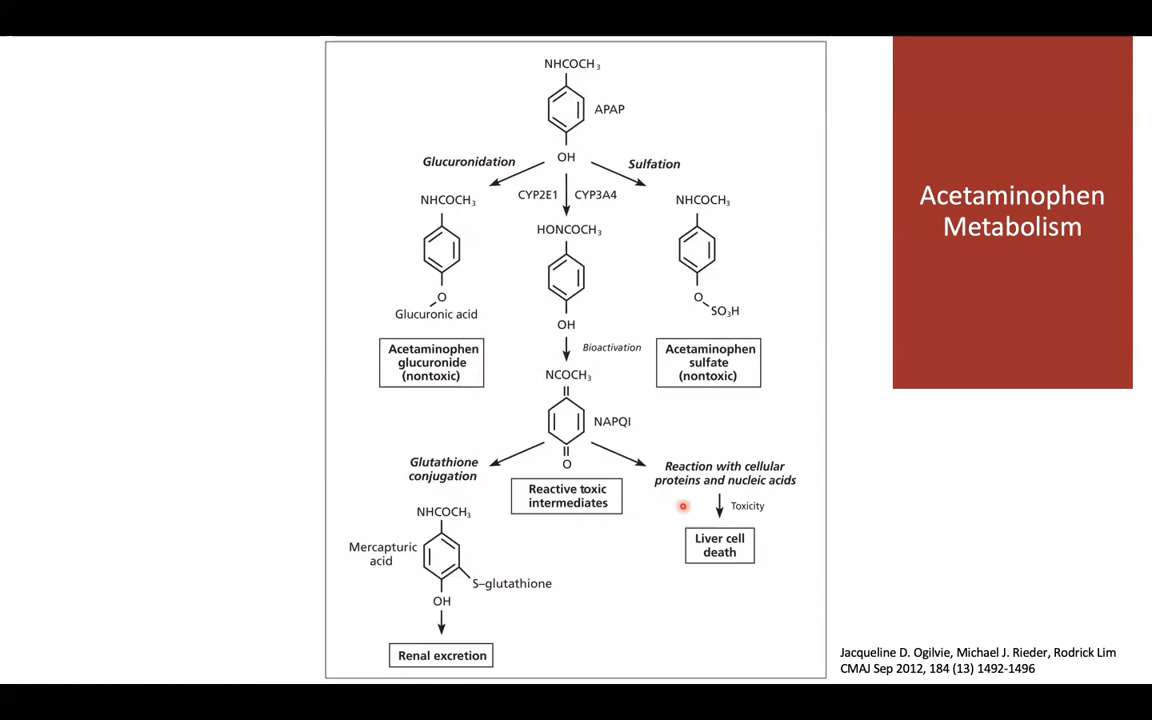 NHCOCH₃
APAP
OH
Glucuronidation
Sulfation
CYP2E1
CYP3A4
NHCOCH₃
HONCOCH₃
NHCOCH₃
O
Glucuronic acid
OH
O
SO₃H
Acetaminophen
glucuronide
(nontoxic)
Bioactivation
Acetaminophen
sulfate
(nontoxic)
NCOCH₃
NAPQI
O
Glutathione
conjugation
Reactive toxic
intermediates
Reaction with cellular
proteins and nucleic acids
Toxicity
Liver cell
death
NHCOCH₃
Mercapturic
acid
S–glutathione
OH
Renal excretion
Acetaminophen
Metabolism
Jacqueline D. Ogilvie, Michael J. Rieder, Rodrick Lim
CMAJ Sep 2012, 184 (13) 1492-1496